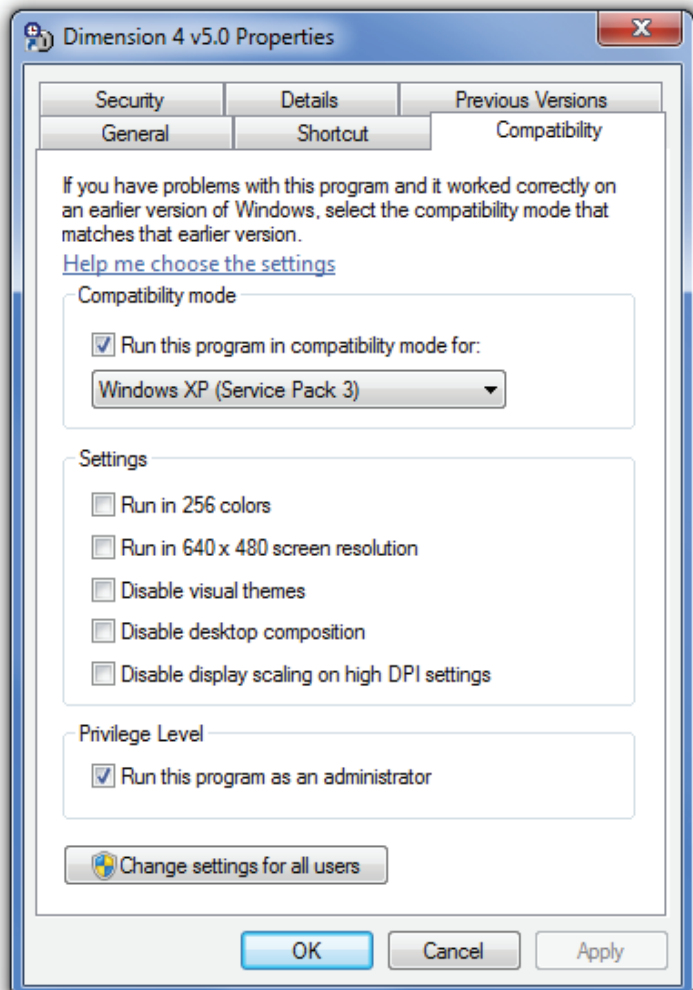 Dimension 4 v5.0 Properties
Security Details Previous Versions
General Shortcut Compatibility
If you have problems with this program and it worked correctly on
an earlier version of Windows, select the compatibility mode that
matches that earlier version.
Help me choose the settings
Compatibility mode
Run this program in compatibility mode for:
Windows XP (Service Pack 3)
Settings
Run in 256 colors
Run in 640 x 480 screen resolution
Disable visual themes
Disable desktop composition
Disable display scaling on high DPI settings
Privilege Level
Run this program as an administrator
Change settings for all users
OK Cancel Apply